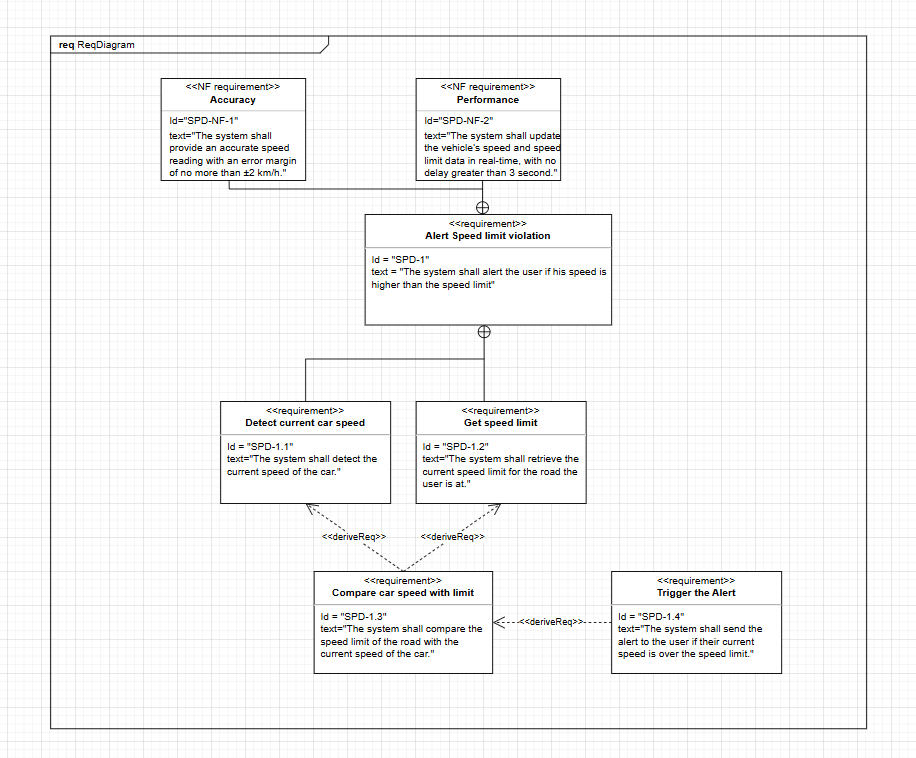 req ReqDiagram
<<NF requirement>>
Accuracy
Id="SPD-NF-1"
text="The system shall
provide an accurate speed
reading with an error margin
of no more than ±2 km/h."
<<NF requirement>>
Performance
Id="SPD-NF-2"
text="The system shall update
the vehicle's speed and speed
limit data in real-time, with no
delay greater than 3 second."
<<requirement>>
Alert Speed limit violation
Id = "SPD-1"
text = "The system shall alert the user if his speed is
higher than the speed limit"
<<requirement>>
Detect current car speed
Id = "SPD-1.1"
text="The system shall detect the
current speed of the car."
<<requirement>>
Get speed limit
Id = "SPD-1.2"
text="The system shall retrieve the
current speed limit for the road the
user is at."
<<deriveReq>>
<<deriveReq>>
<<requirement>>
Compare car speed with limit
Id = "SPD-1.3"
text="The system shall compare the
speed limit of the road with the
current speed of the car."
<<deriveReq>>
<<requirement>>
Trigger the Alert
Id = "SPD-1.4"
text="The system shall send the
alert to the user if their current
speed is over the speed limit."